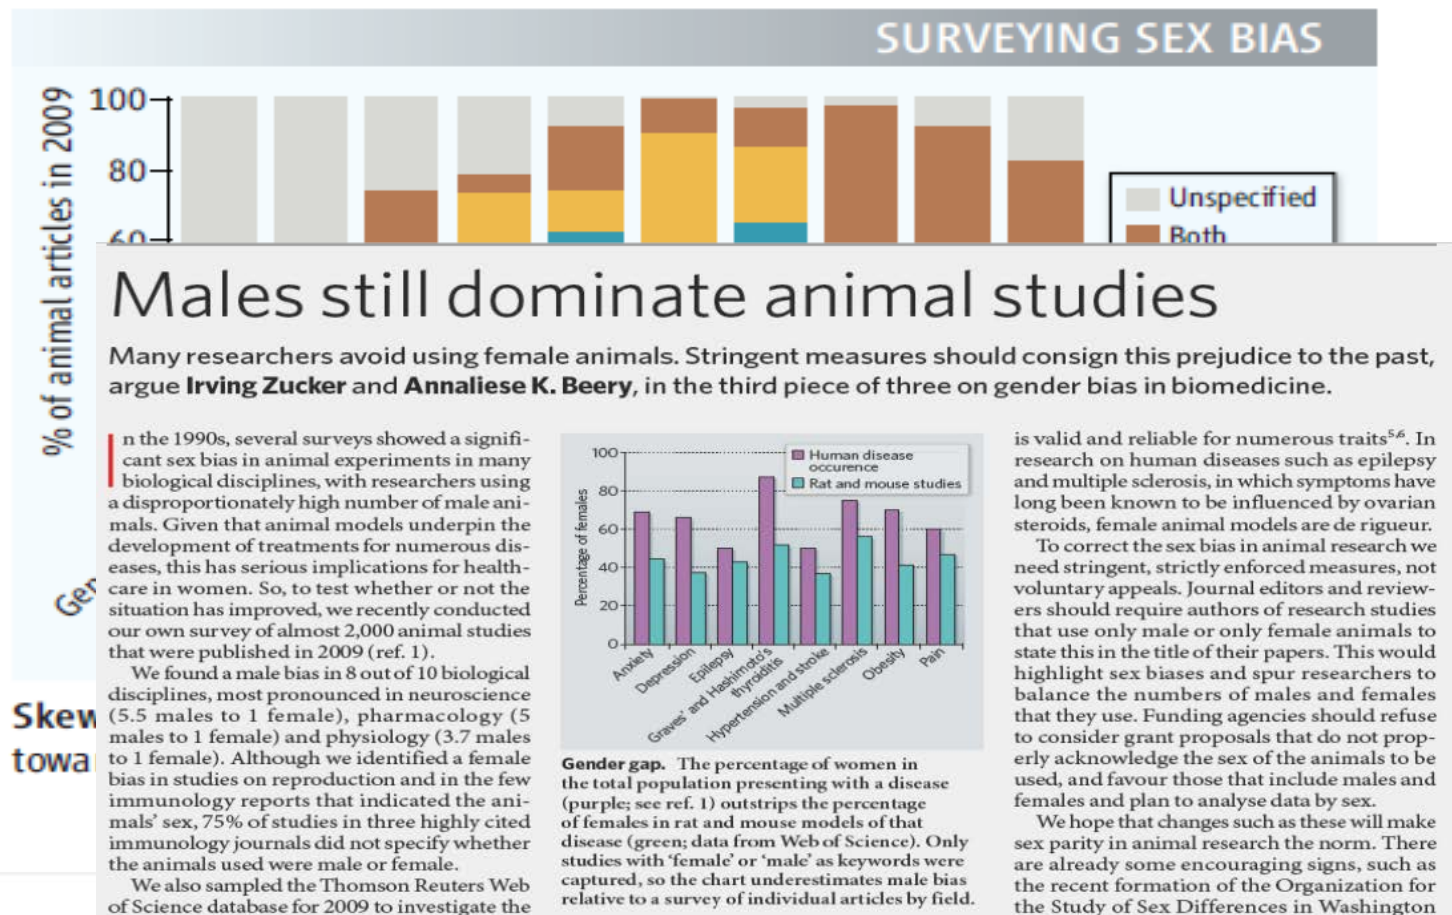 SURVEYING SEX BIAS
% of animal articles in 2009
100
80
60
Unspecified
Both
Males still dominate animal studies
Many researchers avoid using female animals. Stringent measures should consign this prejudice to the past,
argue Irving Zucker and Annaliese K. Beery, in the third piece of three on gender bias in biomedicine.
In the 1990s, several surveys showed a signifi-
cant sex bias in animal experiments in many
biological disciplines, with researchers using
a disproportionately high number of male ani-
mals. Given that animal models underpin the
development of treatments for numerous dis-
eases, this has serious implications for health-
care in women. So, to test whether or not the
situation has improved, we recently conducted
our own survey of almost 2,000 animal studies
that were published in 2009 (ref. 1).
We found a male bias in 8 out of 10 biological
disciplines, most pronounced in neuroscience
(5.5 males to 1 female), pharmacology (5
males to 1 female) and physiology (3.7 males
to 1 female). Although we identified a female
bias in studies on reproduction and in the few
immunology reports that indicated the ani-
mals' sex, 75% of studies in three highly cited
immunology journals did not specify whether
the animals used were male or female.
We also sampled the Thomson Reuters Web
of Science database for 2009 to investigate the
Percentage of females
100
80
60
40
20
0
Human disease
occurence
Rat and mouse studies
Anxiety
Depression
Epilepsy
Graves' and Hashimoto's
thyroiditis
Hypertension and stroke
Multiple sclerosis
Obesity
Pain
Gender gap. The percentage of women in
the total population presenting with a disease
(purple; see ref. 1) outstrips the percentage
of females in rat and mouse models of that
disease (green; data from Web of Science). Only
studies with 'female' or 'male' as keywords were
captured, so the chart underestimates male bias
relative to a survey of individual articles by field.
is valid and reliable for numerous traits5,6. In
research on human diseases such as epilepsy
and multiple sclerosis, in which symptoms have
long been known to be influenced by ovarian
steroids, female animal models are de rigueur.
To correct the sex bias in animal research we
need stringent, strictly enforced measures, not
voluntary appeals. Journal editors and review-
ers should require authors of research studies
that use only male or only female animals to
state this in the title of their papers. This would
highlight sex biases and spur researchers to
balance the numbers of males and females
that they use. Funding agencies should refuse
to consider grant proposals that do not prop-
erly acknowledge the sex of the animals to be
used, and favour those that include males and
females and plan to analyse data by sex.
We hope that changes such as these will make
sex parity in animal research the norm. There
are already some encouraging signs, such as
the recent formation of the Organization for
the Study of Sex Differences in Washington
Gen
Skew
towa